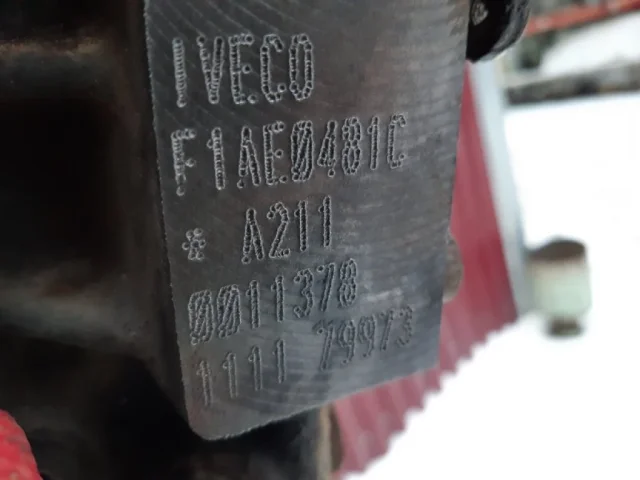 IVECO
F1AE0481C
* A211
0011378
1111 79973